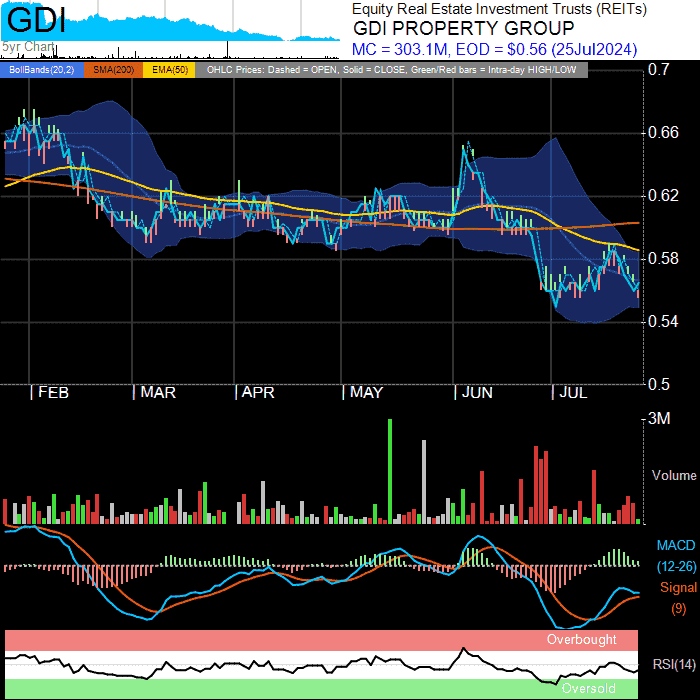 GDI
5yr Chart
Equity Real Estate Investment Trusts (REITs)
GDI PROPERTY GROUP
MC = 303.1M, EOD = $0.56 (25Jul2024)
BollBands(20,2) SMA(200) EMA(50) OHLC Prices: Dashed = OPEN, Solid = CLOSE, Green/Red bars = Intra-day HIGH/LOW
0.7
0.66
0.62
0.58
0.54
0.5
FEB MAR APR MAY JUN JUL
3M
Volume
MACD
(12-26)
Signal
(9)
Overbought
RSI(14)
Oversold